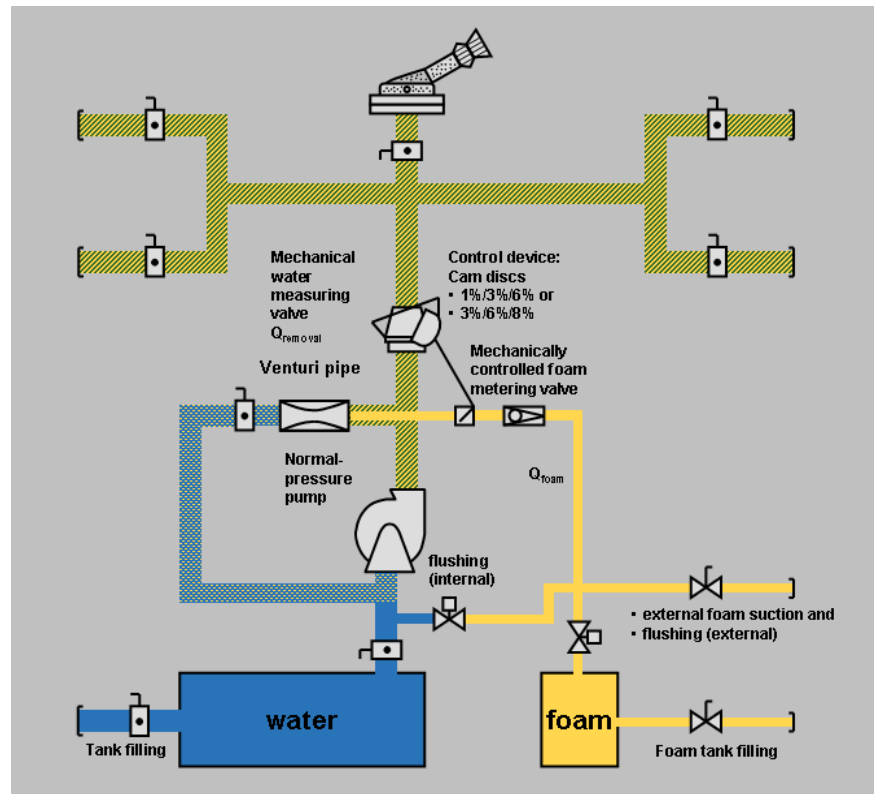 Mechanical
water
measuring
valve
Qremoval
Control device:
Cam discs
• 1%/3%/6% or
• 3%/6%/8%
Mechanically
controlled foam
metering valve
Venturi pipe
Normal-
pressure
pump
Qfoam
flushing
(internal)
• external foam suction and
• flushing (external)
water
foam
Tank filling
Foam tank filling